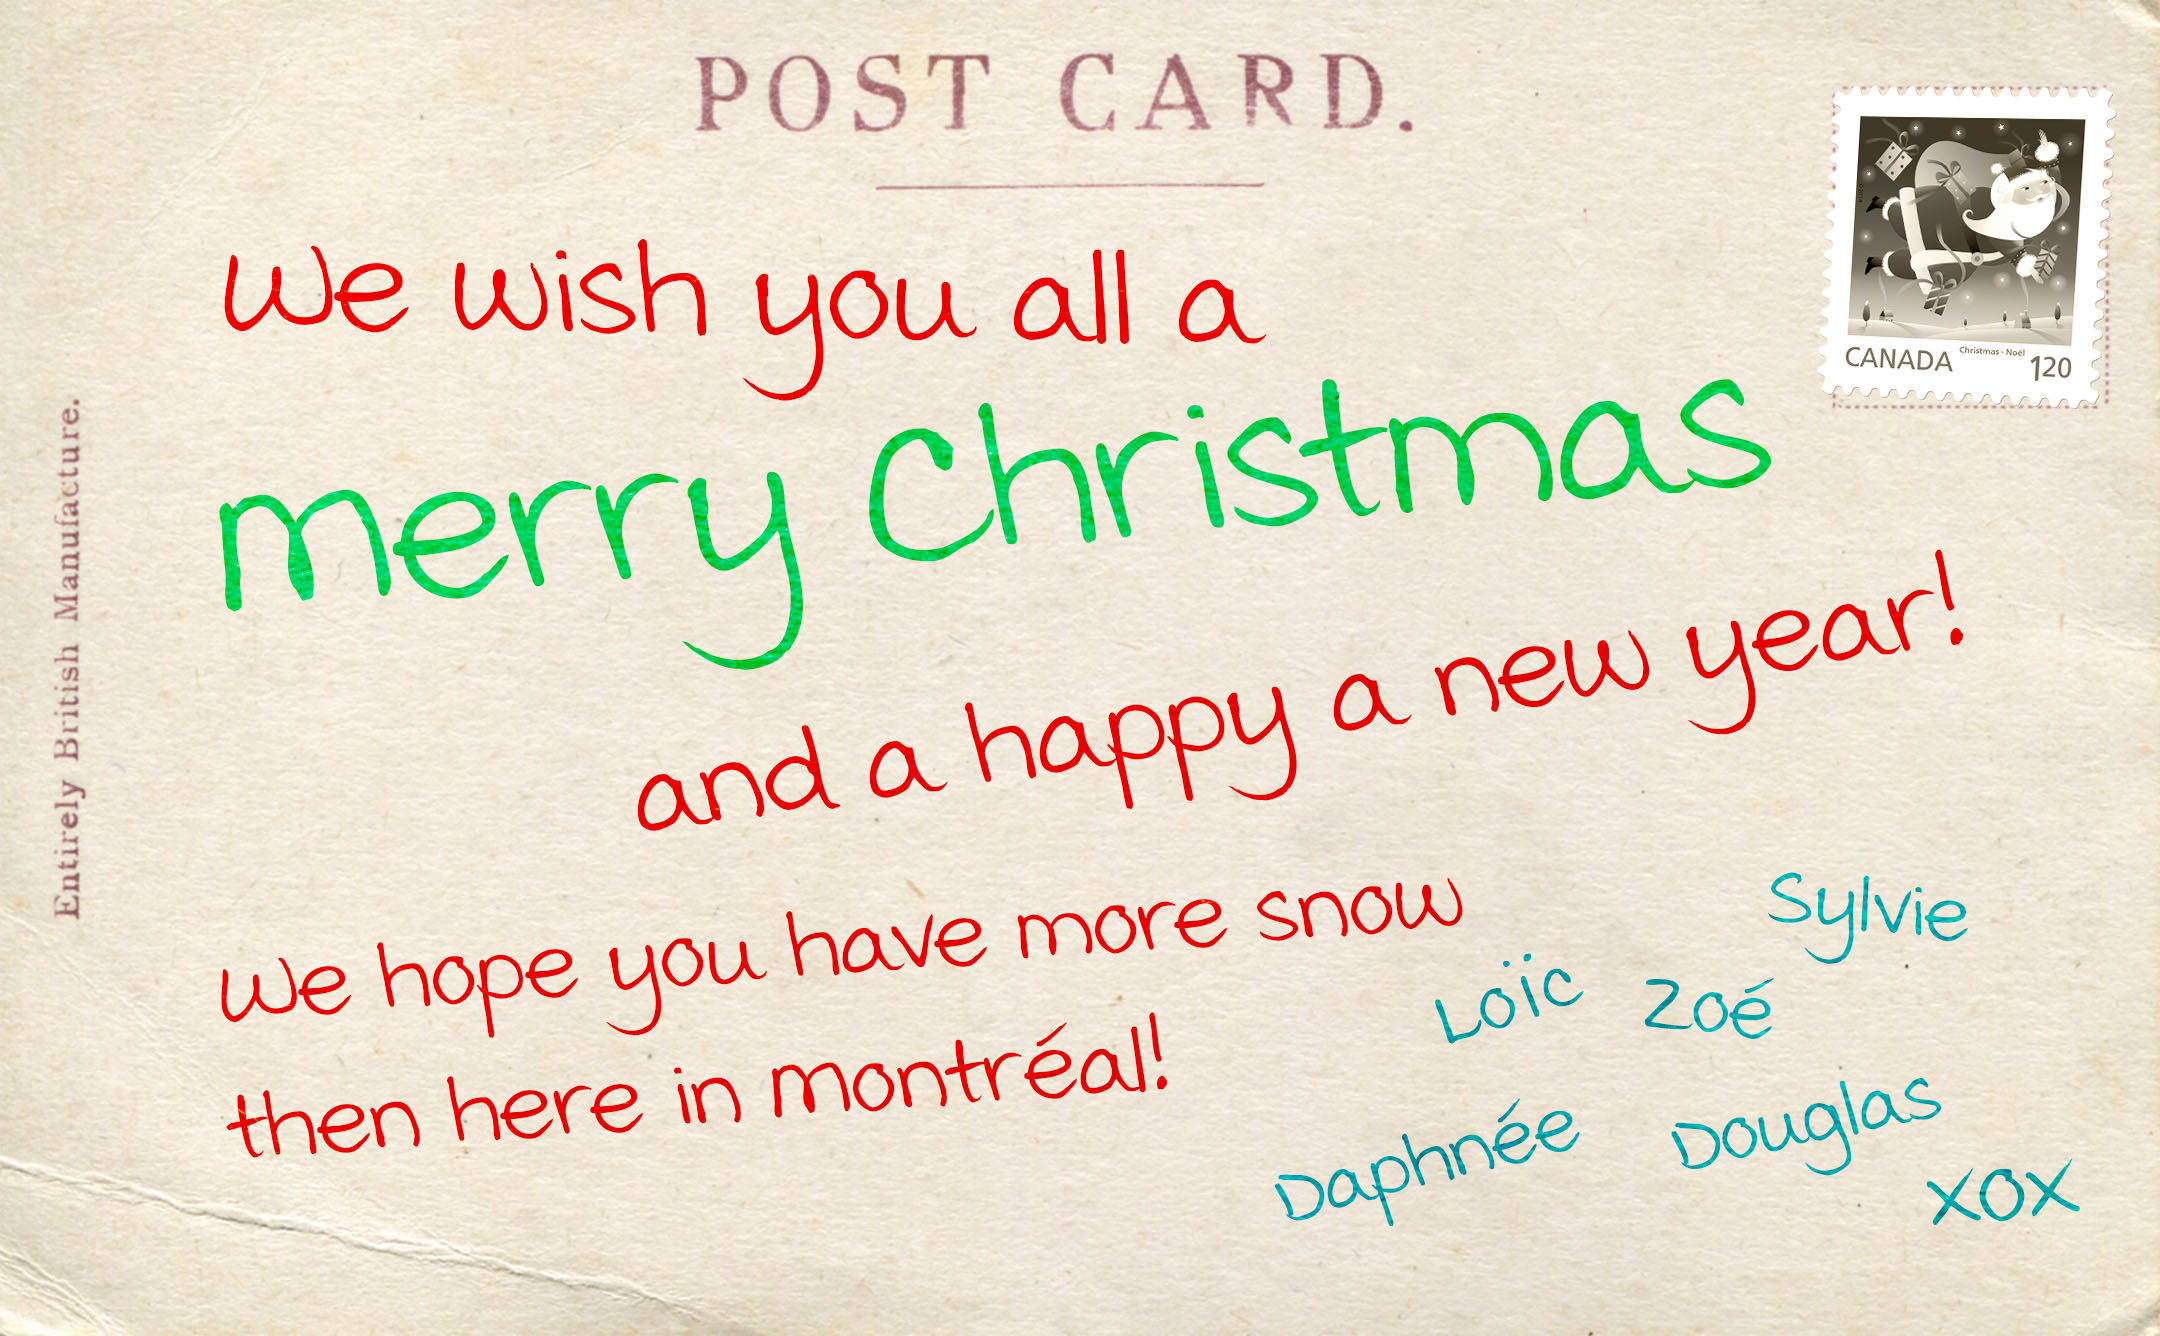 POST CARD.
CANADA Christmas - Noël 120
Entirely British Manufacture.
We wish you all a
merry Christmas
and a happy a new year!
We hope you have more snow
then here in montréal!
Sylvie
Loïc Zoé
Daphnée Douglas
xox